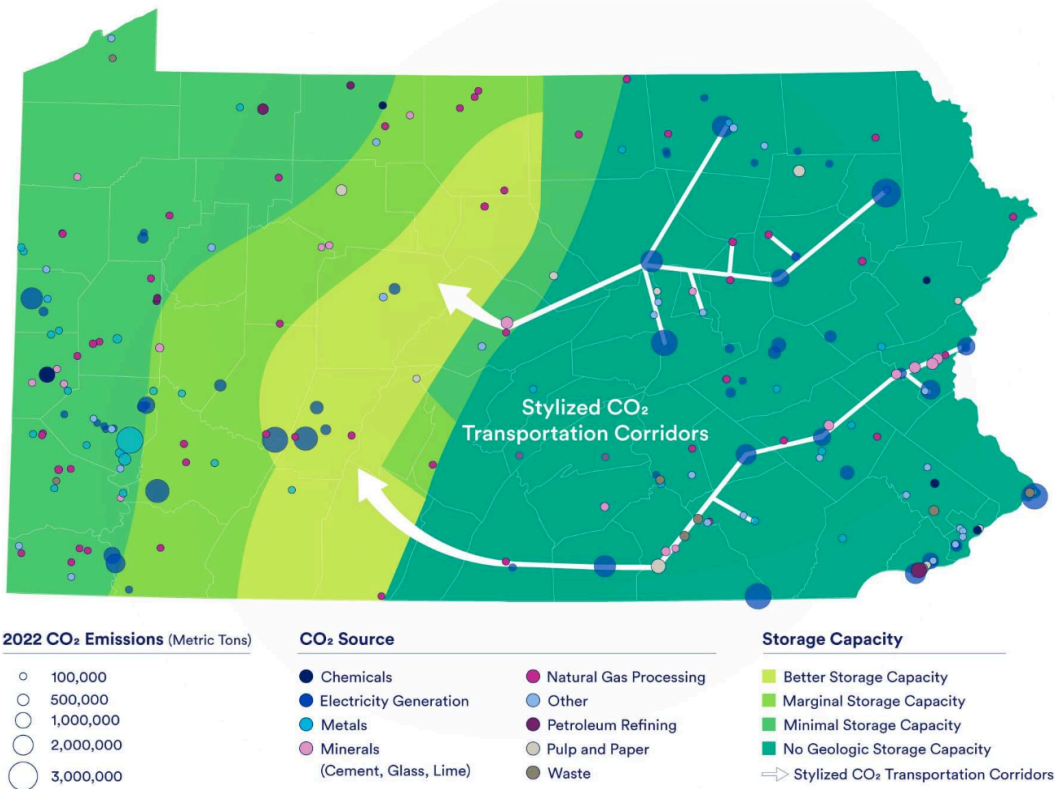 Stylized CO₂
Transportation Corridors
2022 CO₂ Emissions (Metric Tons)
100,000
500,000
1,000,000
2,000,000
3,000,000
CO₂ Source
Chemicals
Electricity Generation
Metals
Minerals
(Cement, Glass, Lime)
Natural Gas Processing
Other
Petroleum Refining
Pulp and Paper
Waste
Storage Capacity
Better Storage Capacity
Marginal Storage Capacity
Minimal Storage Capacity
No Geologic Storage Capacity
Stylized CO₂ Transportation Corridors